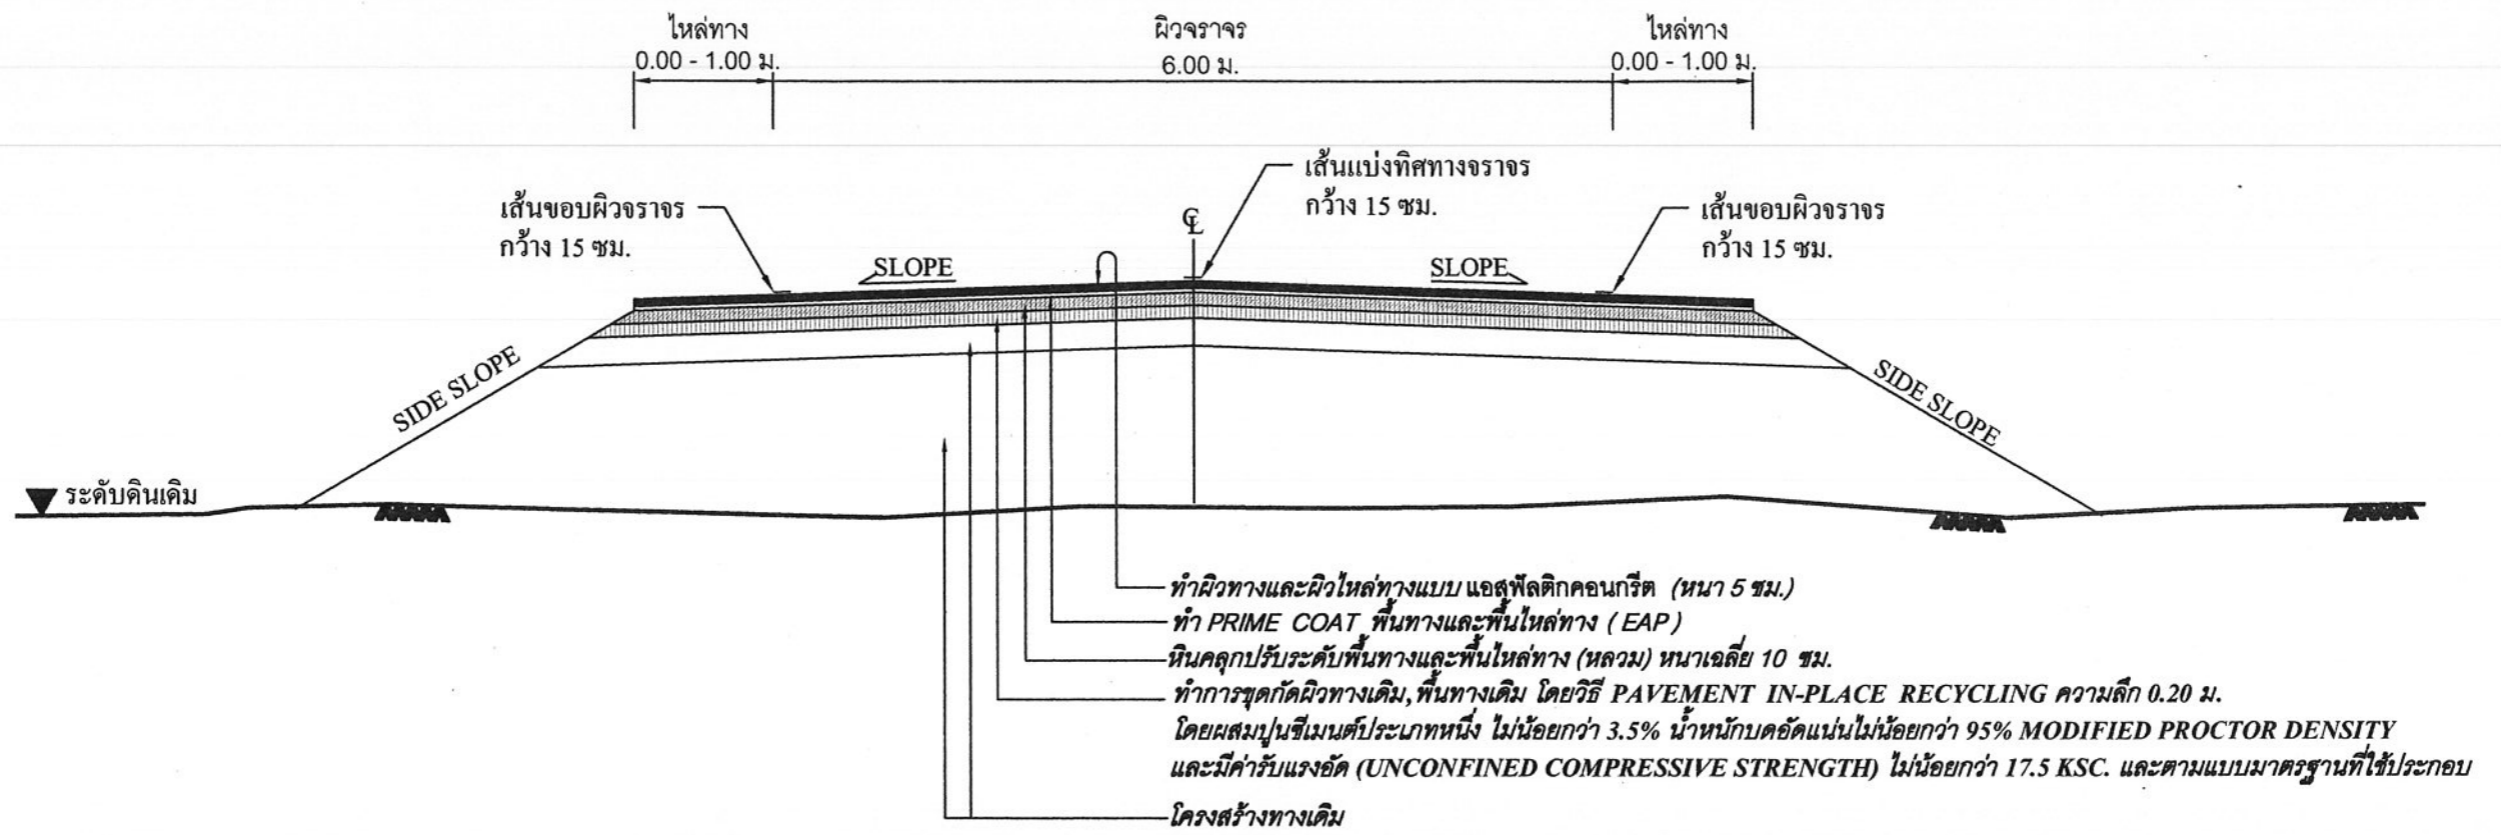 ไหล่ทาง
0.00 - 1.00 ม.
ผิวจราจร
6.00 ม.
ไหล่ทาง
0.00 - 1.00 ม.
เส้นขอบผิวจราจร
กว้าง 15 ซม.
เส้นแบ่งทิศทางจราจร
กว้าง 15 ซม.
เส้นขอบผิวจราจร
กว้าง 15 ซม.
SLOPE
℄
SLOPE
SIDE SLOPE
SIDE SLOPE
ระดับดินเดิม
ทำผิวทางและผิวไหล่ทางแบบ แอสฟัลติกคอนกรีต (หนา 5 ซม.)
ทำ PRIME COAT พื้นทางและพื้นไหล่ทาง ( EAP )
หินคลุกปรับระดับพื้นทางและพื้นไหล่ทาง (หลวม) หนาเฉลี่ย 10 ซม.
ทำการขุดกัดผิวทางเดิม, พื้นทางเดิม โดยวิธี PAVEMENT IN-PLACE RECYCLING ความลึก 0.20 ม.
โดยผสมปูนซีเมนต์ประเภทหนึ่ง ไม่น้อยกว่า 3.5% น้ำหนักบดอัดแน่นไม่น้อยกว่า 95% MODIFIED PROCTOR DENSITY
และมีค่ารับแรงอัด (UNCONFINED COMPRESSIVE STRENGTH) ไม่น้อยกว่า 17.5 KSC. และตามแบบมาตรฐานที่ใช้ประกอบ
โครงสร้างทางเดิม